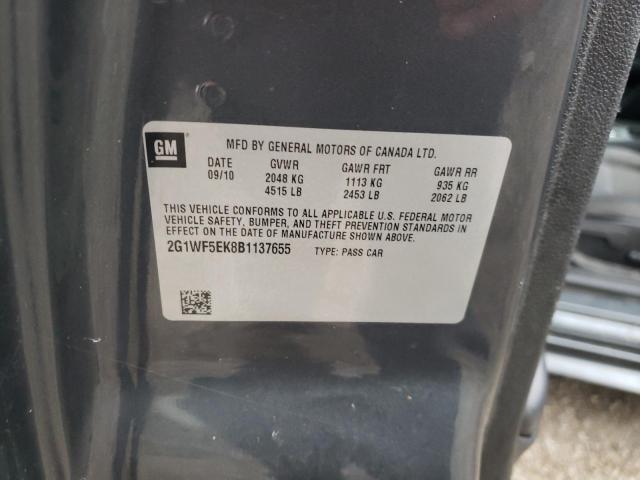 GM
MFD BY GENERAL MOTORS OF CANADA LTD.
DATE GVWR GAWR FRT GAWR RR
09/10 2048 KG 1113 KG 935 KG
4515 LB 2453 LB 2062 LB
THIS VEHICLE CONFORMS TO ALL APPLICABLE U.S. FEDERAL MOTOR
VEHICLE SAFETY, BUMPER, AND THEFT PREVENTION STANDARDS
IN EFFECT ON THE DATE OF MANUFACTURE SHOWN ABOVE.
2G1WF5EK8B1137655 TYPE: PASS CAR